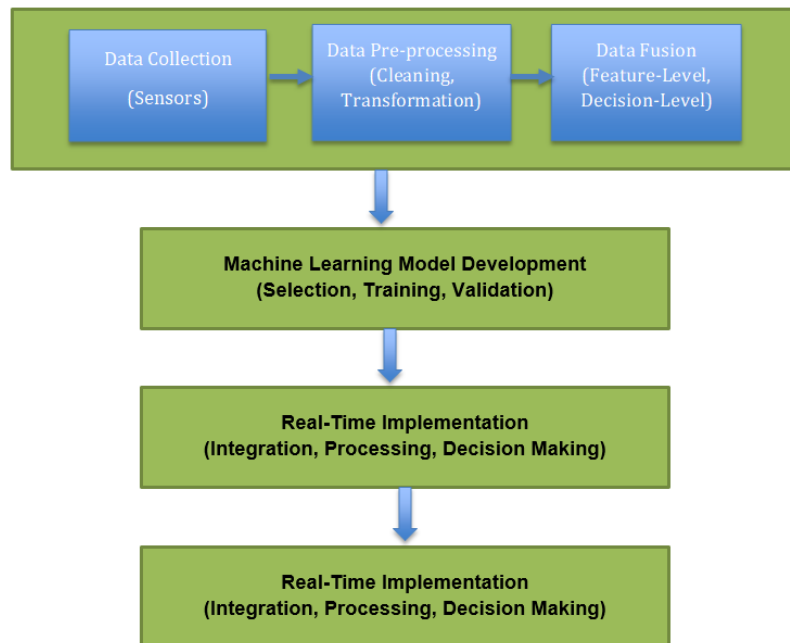 Data Collection
(Sensors)
Data Pre-processing
(Cleaning,
Transformation)
Data Fusion
(Feature-Level,
Decision-Level)
Machine Learning Model Development
(Selection, Training, Validation)
Real-Time Implementation
(Integration, Processing, Decision Making)
Real-Time Implementation
(Integration, Processing, Decision Making)